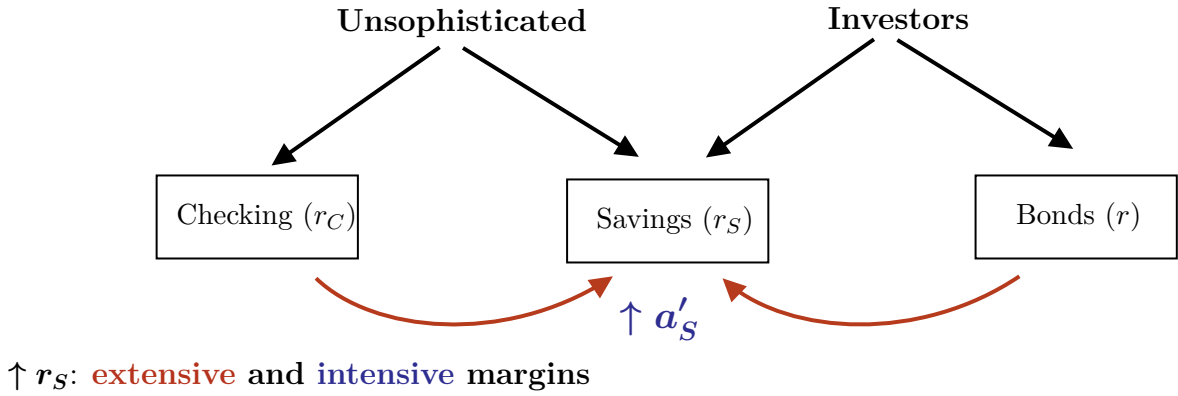 Unsophisticated
Investors
Checking (r_C)
Savings (r_S)
Bonds (r)
↑ a'_S
↑ r_S: extensive and intensive margins